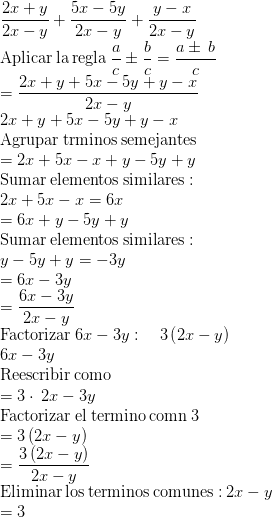 \frac{2x+y}{2x-y}+\frac{5x-5y}{2x-y}+\frac{y-x}{2x-y}
Aplicar la regla \frac{a}{c}\pm\frac{b}{c}=\frac{a\pm b}{c}
=\frac{2x+y+5x-5y+y-x}{2x-y}
2x+y+5x-5y+y-x
Agrupar trminos semejantes
=2x+5x-x+y-5y+y
Sumar elementos similares:
2x+5x-x=6x
=6x+y-5y+y
Sumar elementos similares:
y-5y+y=-3y
=6x-3y
=\frac{6x-3y}{2x-y}
Factorizar 6x-3y: 3(2x-y)
6x-3y
Reescribir como
=3· 2x-3y
Factorizar el termino comn 3
=3(2x-y)
=\frac{3(2x-y)}{2x-y}
Eliminar los terminos comunes: 2x-y
=3